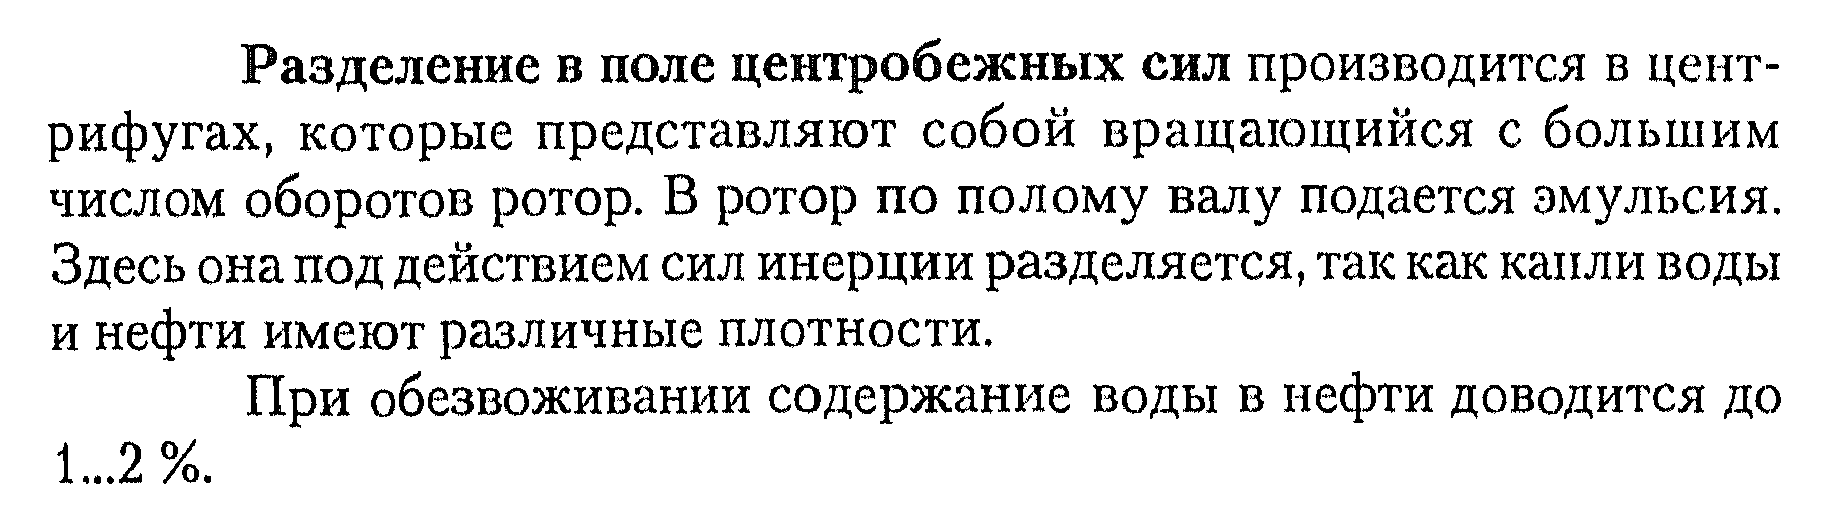 Разделение в поле центробежных сил производится в цент-
рифугах, которые представляют собой вращающийся с большим
числом оборотов ротор. В ротор по полому валу подается эмульсия.
Здесь она под действием сил инерции разделяется, так как капли воды
и нефти имеют различные плотности.
При обезвоживании содержание воды в нефти доводится до
1...2 %.